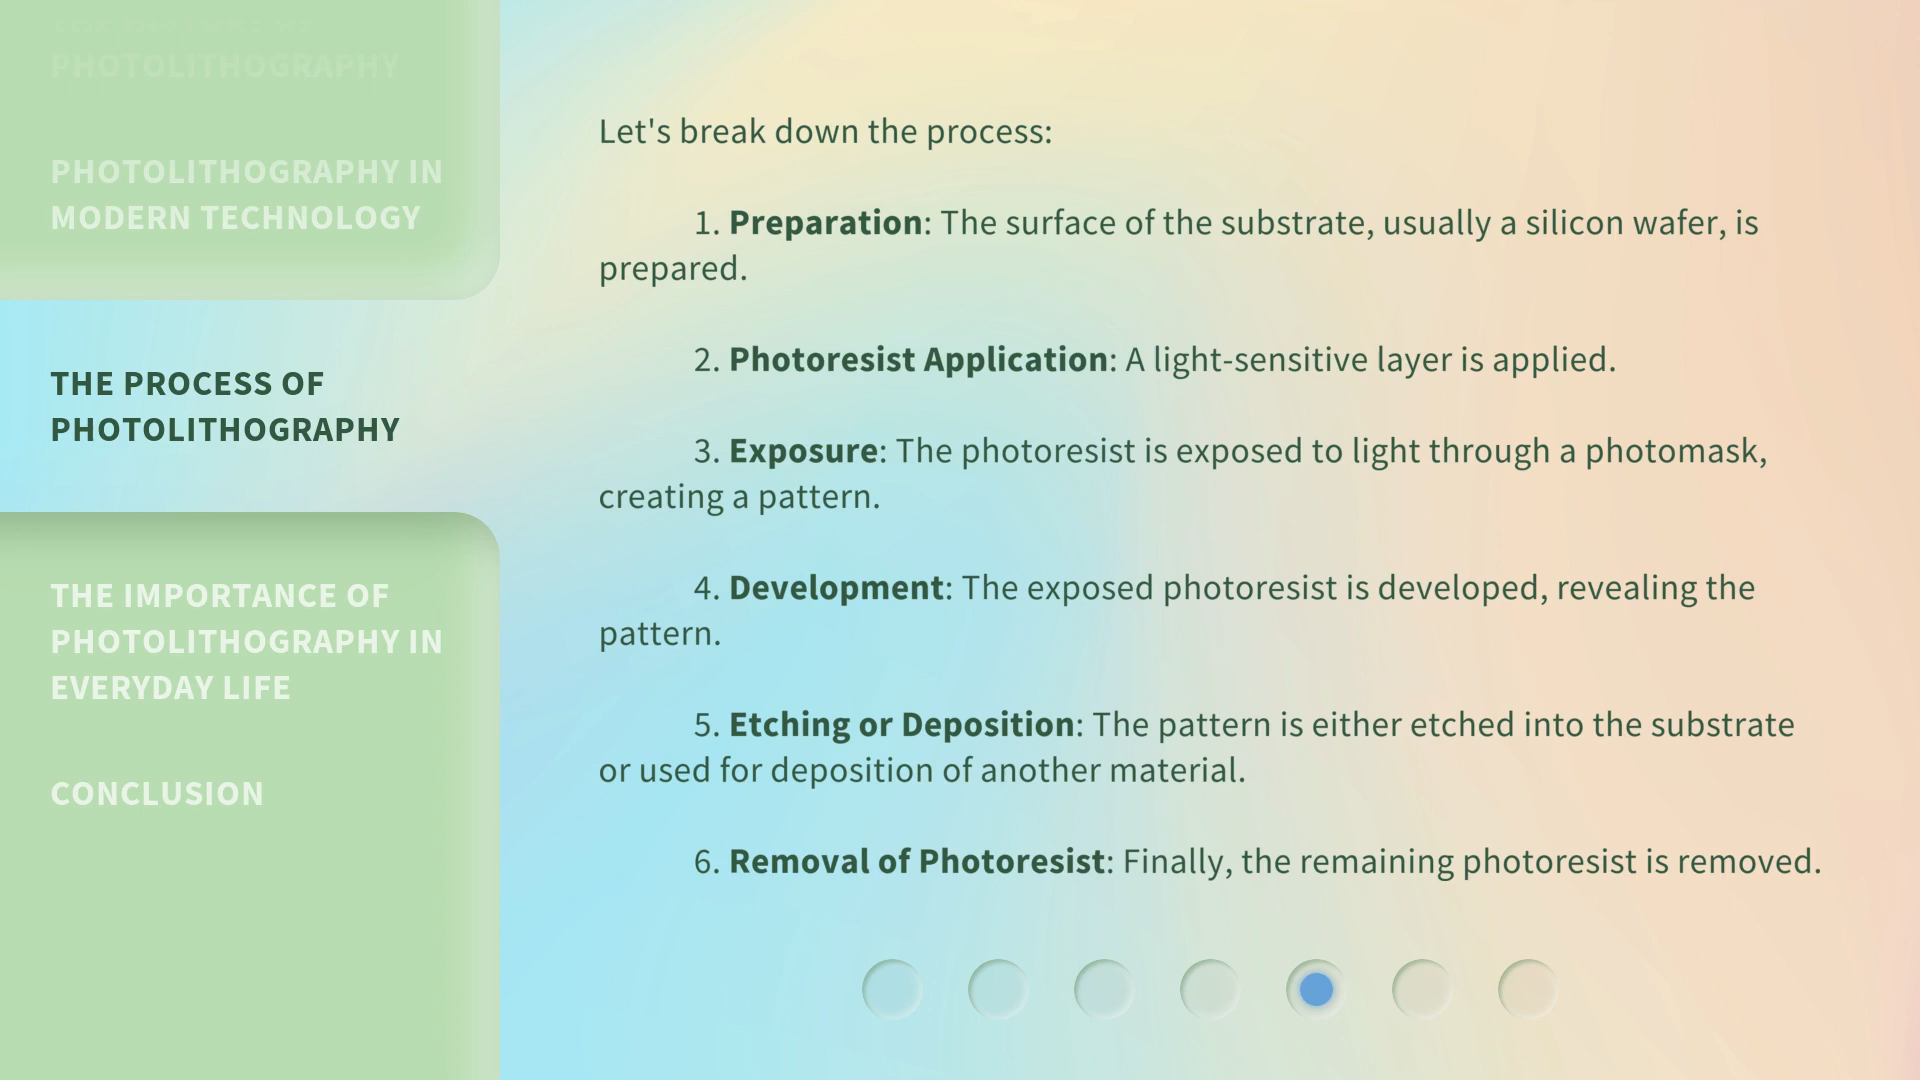 PHOTOLITHOGRAPHY
PHOTOLITHOGRAPHY IN
MODERN TECHNOLOGY
THE PROCESS OF
PHOTOLITHOGRAPHY
THE IMPORTANCE OF
PHOTOLITHOGRAPHY IN
EVERYDAY LIFE
CONCLUSION
Let's break down the process:
1. Preparation: The surface of the substrate, usually a silicon wafer, is
prepared.
2. Photoresist Application: A light-sensitive layer is applied.
3. Exposure: The photoresist is exposed to light through a photomask,
creating a pattern.
4. Development: The exposed photoresist is developed, revealing the
pattern.
5. Etching or Deposition: The pattern is either etched into the substrate
or used for deposition of another material.
6. Removal of Photoresist: Finally, the remaining photoresist is removed.